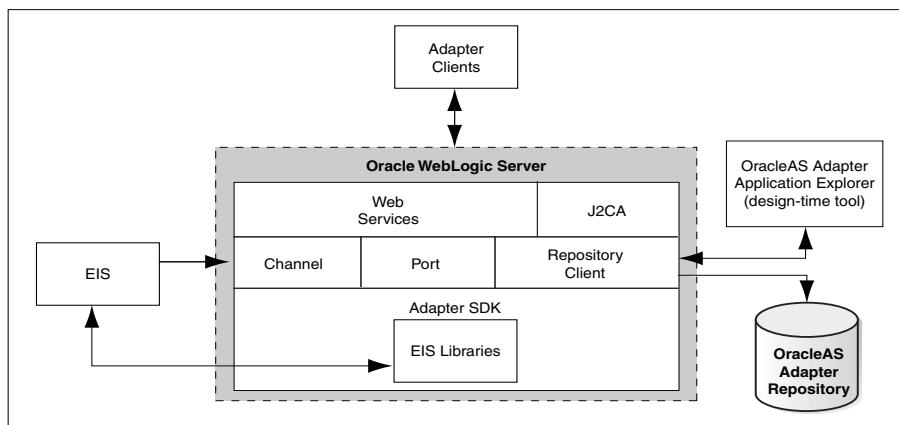 Adapter
Clients
Oracle WebLogic Server
Web
Services
J2CA
OracleAS Adapter
Application Explorer
(design-time tool)
EIS
Channel
Port
Repository
Client
Adapter SDK
EIS Libraries
OracleAS
Adapter
Repository